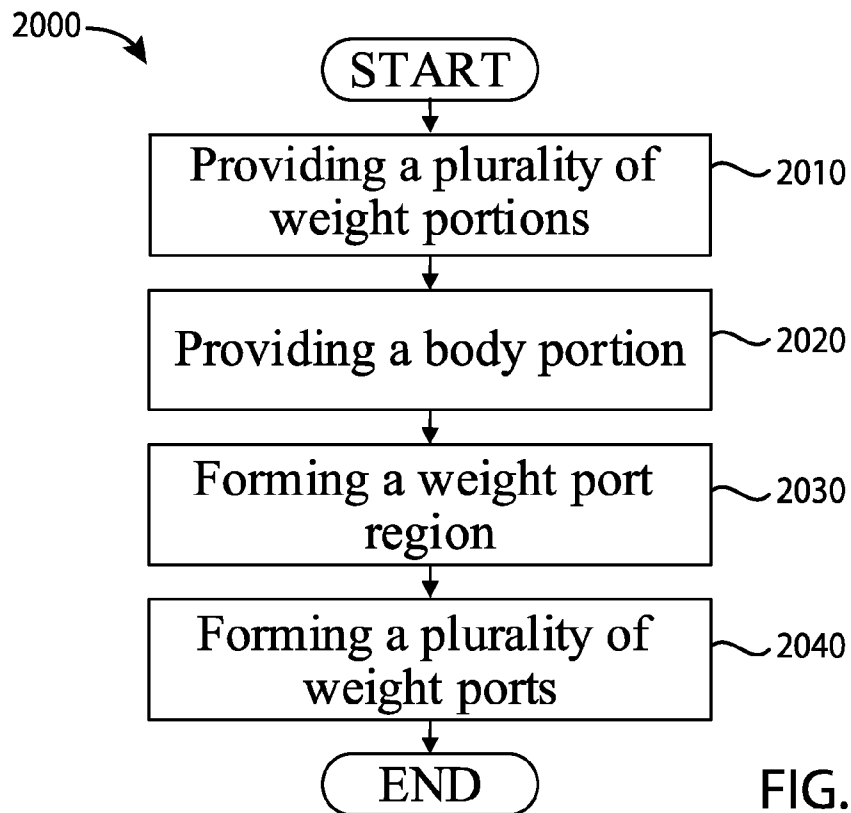 2000
START
Providing a plurality of
weight portions
2010
Providing a body portion
2020
Forming a weight port
region
2030
Forming a plurality of
weight ports
2040
END
FIG.